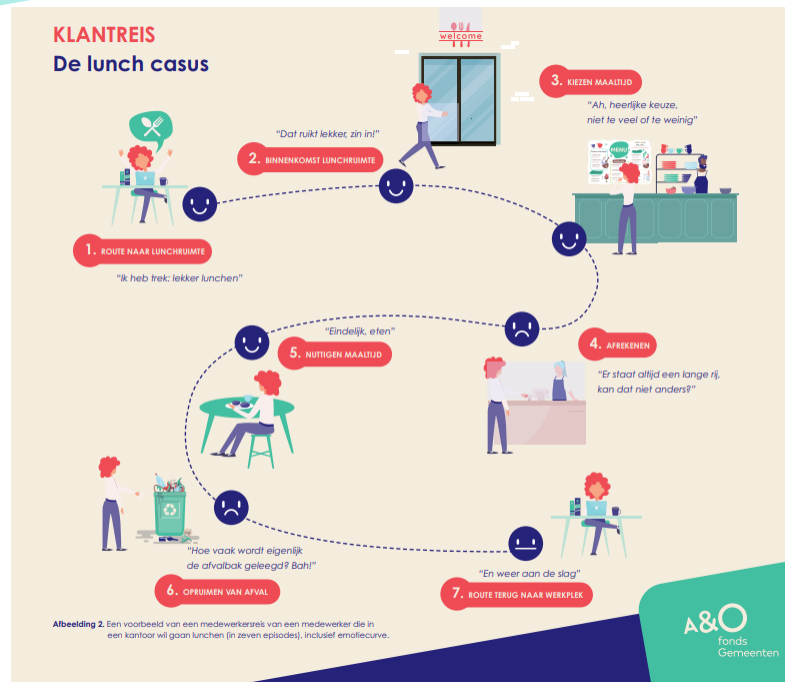 KLANTREIS
De lunch casus
welcome
1. ROUTE NAAR LUNCHRUIMTE
"Ik heb trek: lekker lunchen"
"Dat ruikt lekker, zin in!"
2. BINNENKOMST LUNCHRUIMTE
3. KIEZEN MAALTIJD
"Ah, heerlijke keuze,
niet te veel of te weinig"
MENU
4. AFREKENEN
"Er staat altijd een lange rij,
kan dat niet anders?"
"Eindelijk, eten"
5. NUTTIGEN MAALTIJD
"Hoe vaak wordt eigenlijk
de afvalbak geleegd? Bah!"
6. OPRUIMEN VAN AFVAL
"En weer aan de slag"
7. ROUTE TERUG NAAR WERKPLEK
Afbeelding 2. Een voorbeeld van een medewerkersreis van een medewerker die in
een kantoor wil gaan lunchen (in zeven episodes), inclusief emotiecurve.
A&O
fonds
Gemeenten